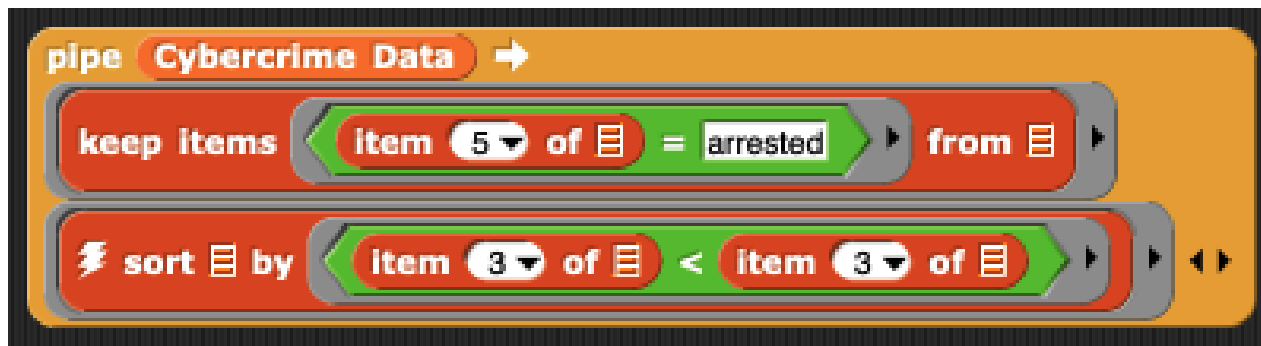 pipe Cybercrime Data
keep items item 5 of = arrested from
sort by item 3 of < item 3 of